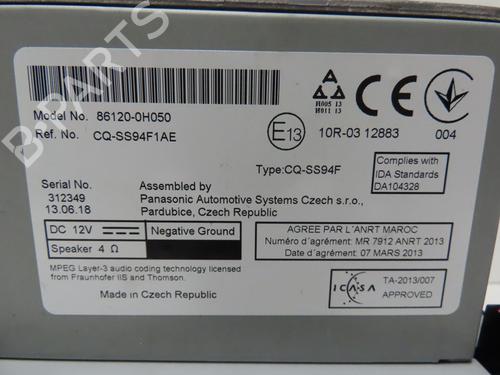 B-PARTS
H005 13
H011 13
CE
E13
10R-03 12883
004
Model No. 86120-0H050
Ref. No. CQ-SS94F1AE
Type:CQ-SS94F
Complies with
IDA Standards
DA104328
Serial No.
312349
13.06.18
Assembled by
Panasonic Automotive Systems Czech s.r.o.,
Pardubice, Czech Republic
DC 12V
Negative Ground
Speaker 4 Ω
AGREE PAR L'ANRT MAROC
Numéro d'agrément: MR 7912 ANRT 2013
Date d'agrément: 07 MARS 2013
MPEG Layer-3 audio coding technology licensed
from Fraunhofer IIS and Thomson.
Made in Czech Republic
ICASA
TA-2013/007
APPROVED